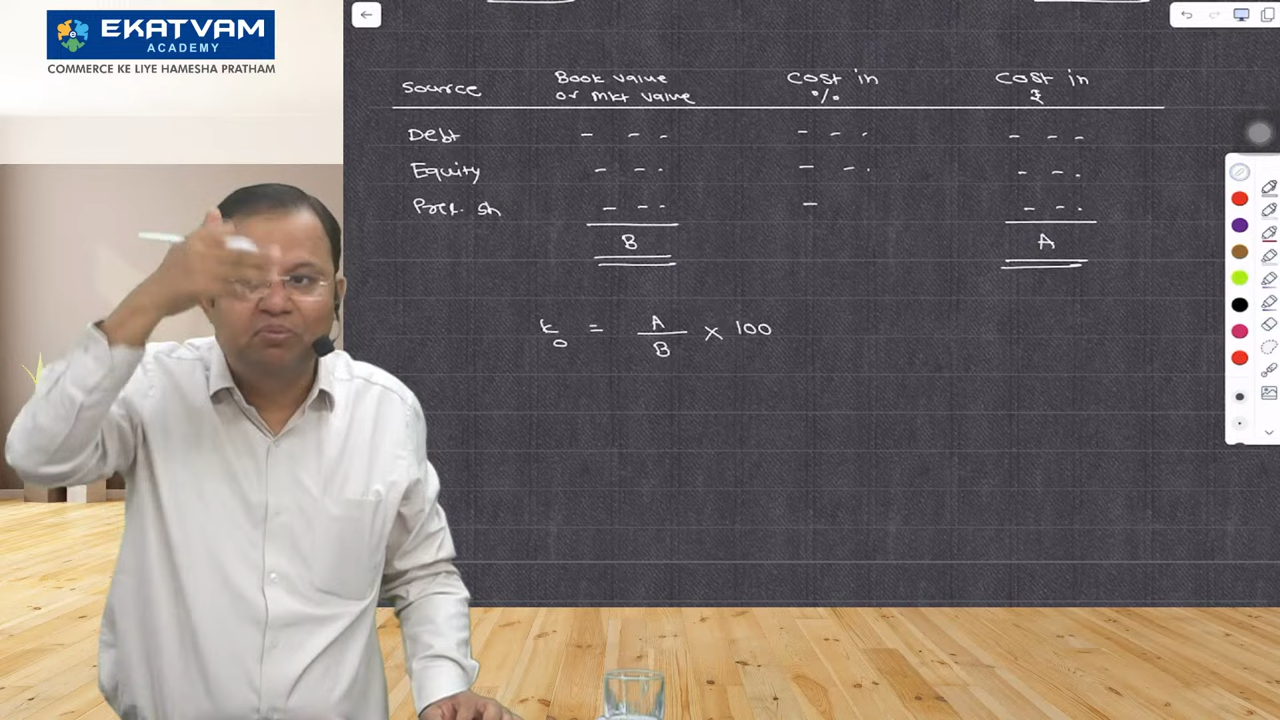 EKATVAM
ACADEMY
COMMERCE KE LIYE HAMESHA PRATHAM
Source Book value or mkt value Cost in % Cost in ₹
Debt - - - - - - - - -
Equity - - - - - - - -
Pref. sh - - - - - - -
B A
k₀ = A/B × 100